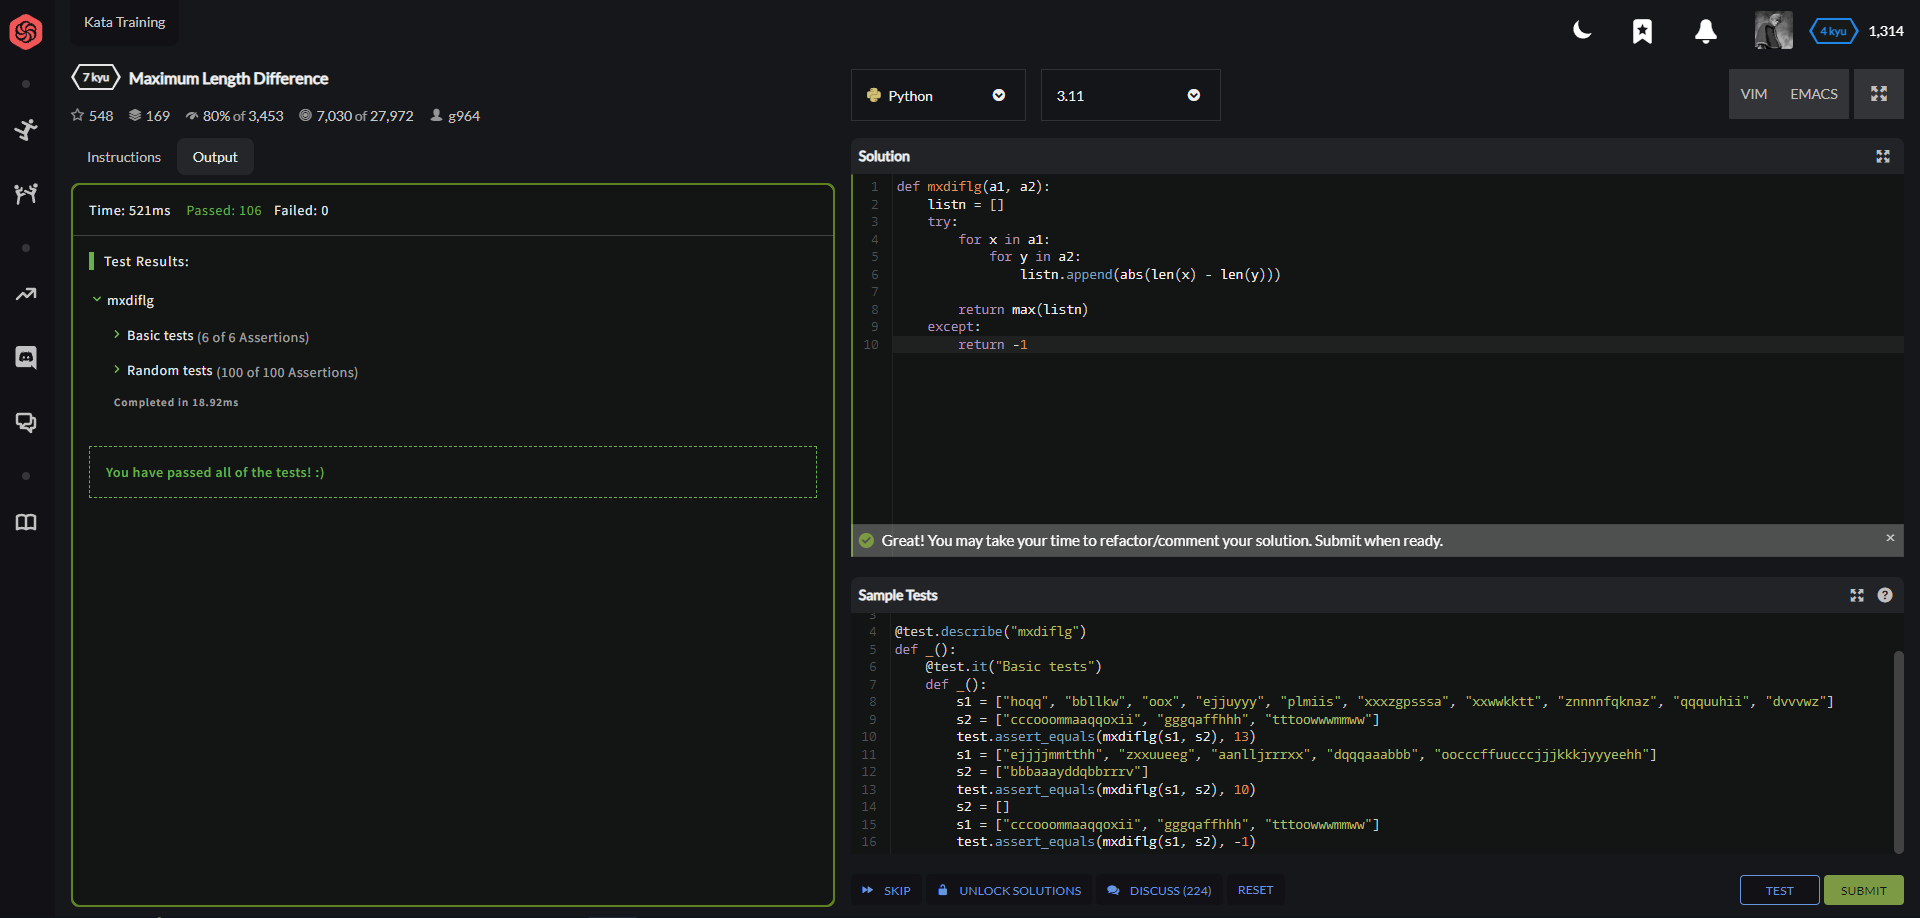 Kata Training
4 kyu 1,314
7 kyu Maximum Length Difference
548 169 80% of 3,453 7,030 of 27,972 g964
Instructions Output
Time: 521ms Passed: 106 Failed: 0
Test Results:
mxdiflg
Basic tests (6 of 6 Assertions)
Random tests (100 of 100 Assertions)
Completed in 18.92ms
You have passed all of the tests! :)
Python 3.11 VIM EMACS
Solution
1 def mxdiflg(a1, a2):
2 listn = []
3 try:
4 for x in a1:
5 for y in a2:
6 listn.append(abs(len(x) - len(y)))
7
8 return max(listn)
9 except:
10 return -1
Great! You may take your time to refactor/comment your solution. Submit when ready. ×
Sample Tests ?
3
4 @test.describe("mxdiflg")
5 def _():
6 @test.it("Basic tests")
7 def _():
8 s1 = ["hoqq", "bbllkw", "oox", "ejjuyyy", "plmiis", "xxxzgpsssa", "xxwwkktt", "znnnnfqknaz", "qqquuhii", "dvvvwz"]
9 s2 = ["cccooommaaqqoxii", "gggqaffhhh", "tttoowwwmmww"]
10 test.assert_equals(mxdiflg(s1, s2), 13)
11 s1 = ["ejjjjmmtthh", "zxxuueeg", "aanlljrrrxx", "dqqqaaabbb", "oocccffuucccjjjkkkjyyyeehh"]
12 s2 = ["bbbaaayddqbbrrrv"]
13 test.assert_equals(mxdiflg(s1, s2), 10)
14 s2 = []
15 s1 = ["cccooommaaqqoxii", "gggqaffhhh", "tttoowwwmmww"]
16 test.assert_equals(mxdiflg(s1, s2), -1)
SKIP UNLOCK SOLUTIONS DISCUSS (224) RESET TEST SUBMIT